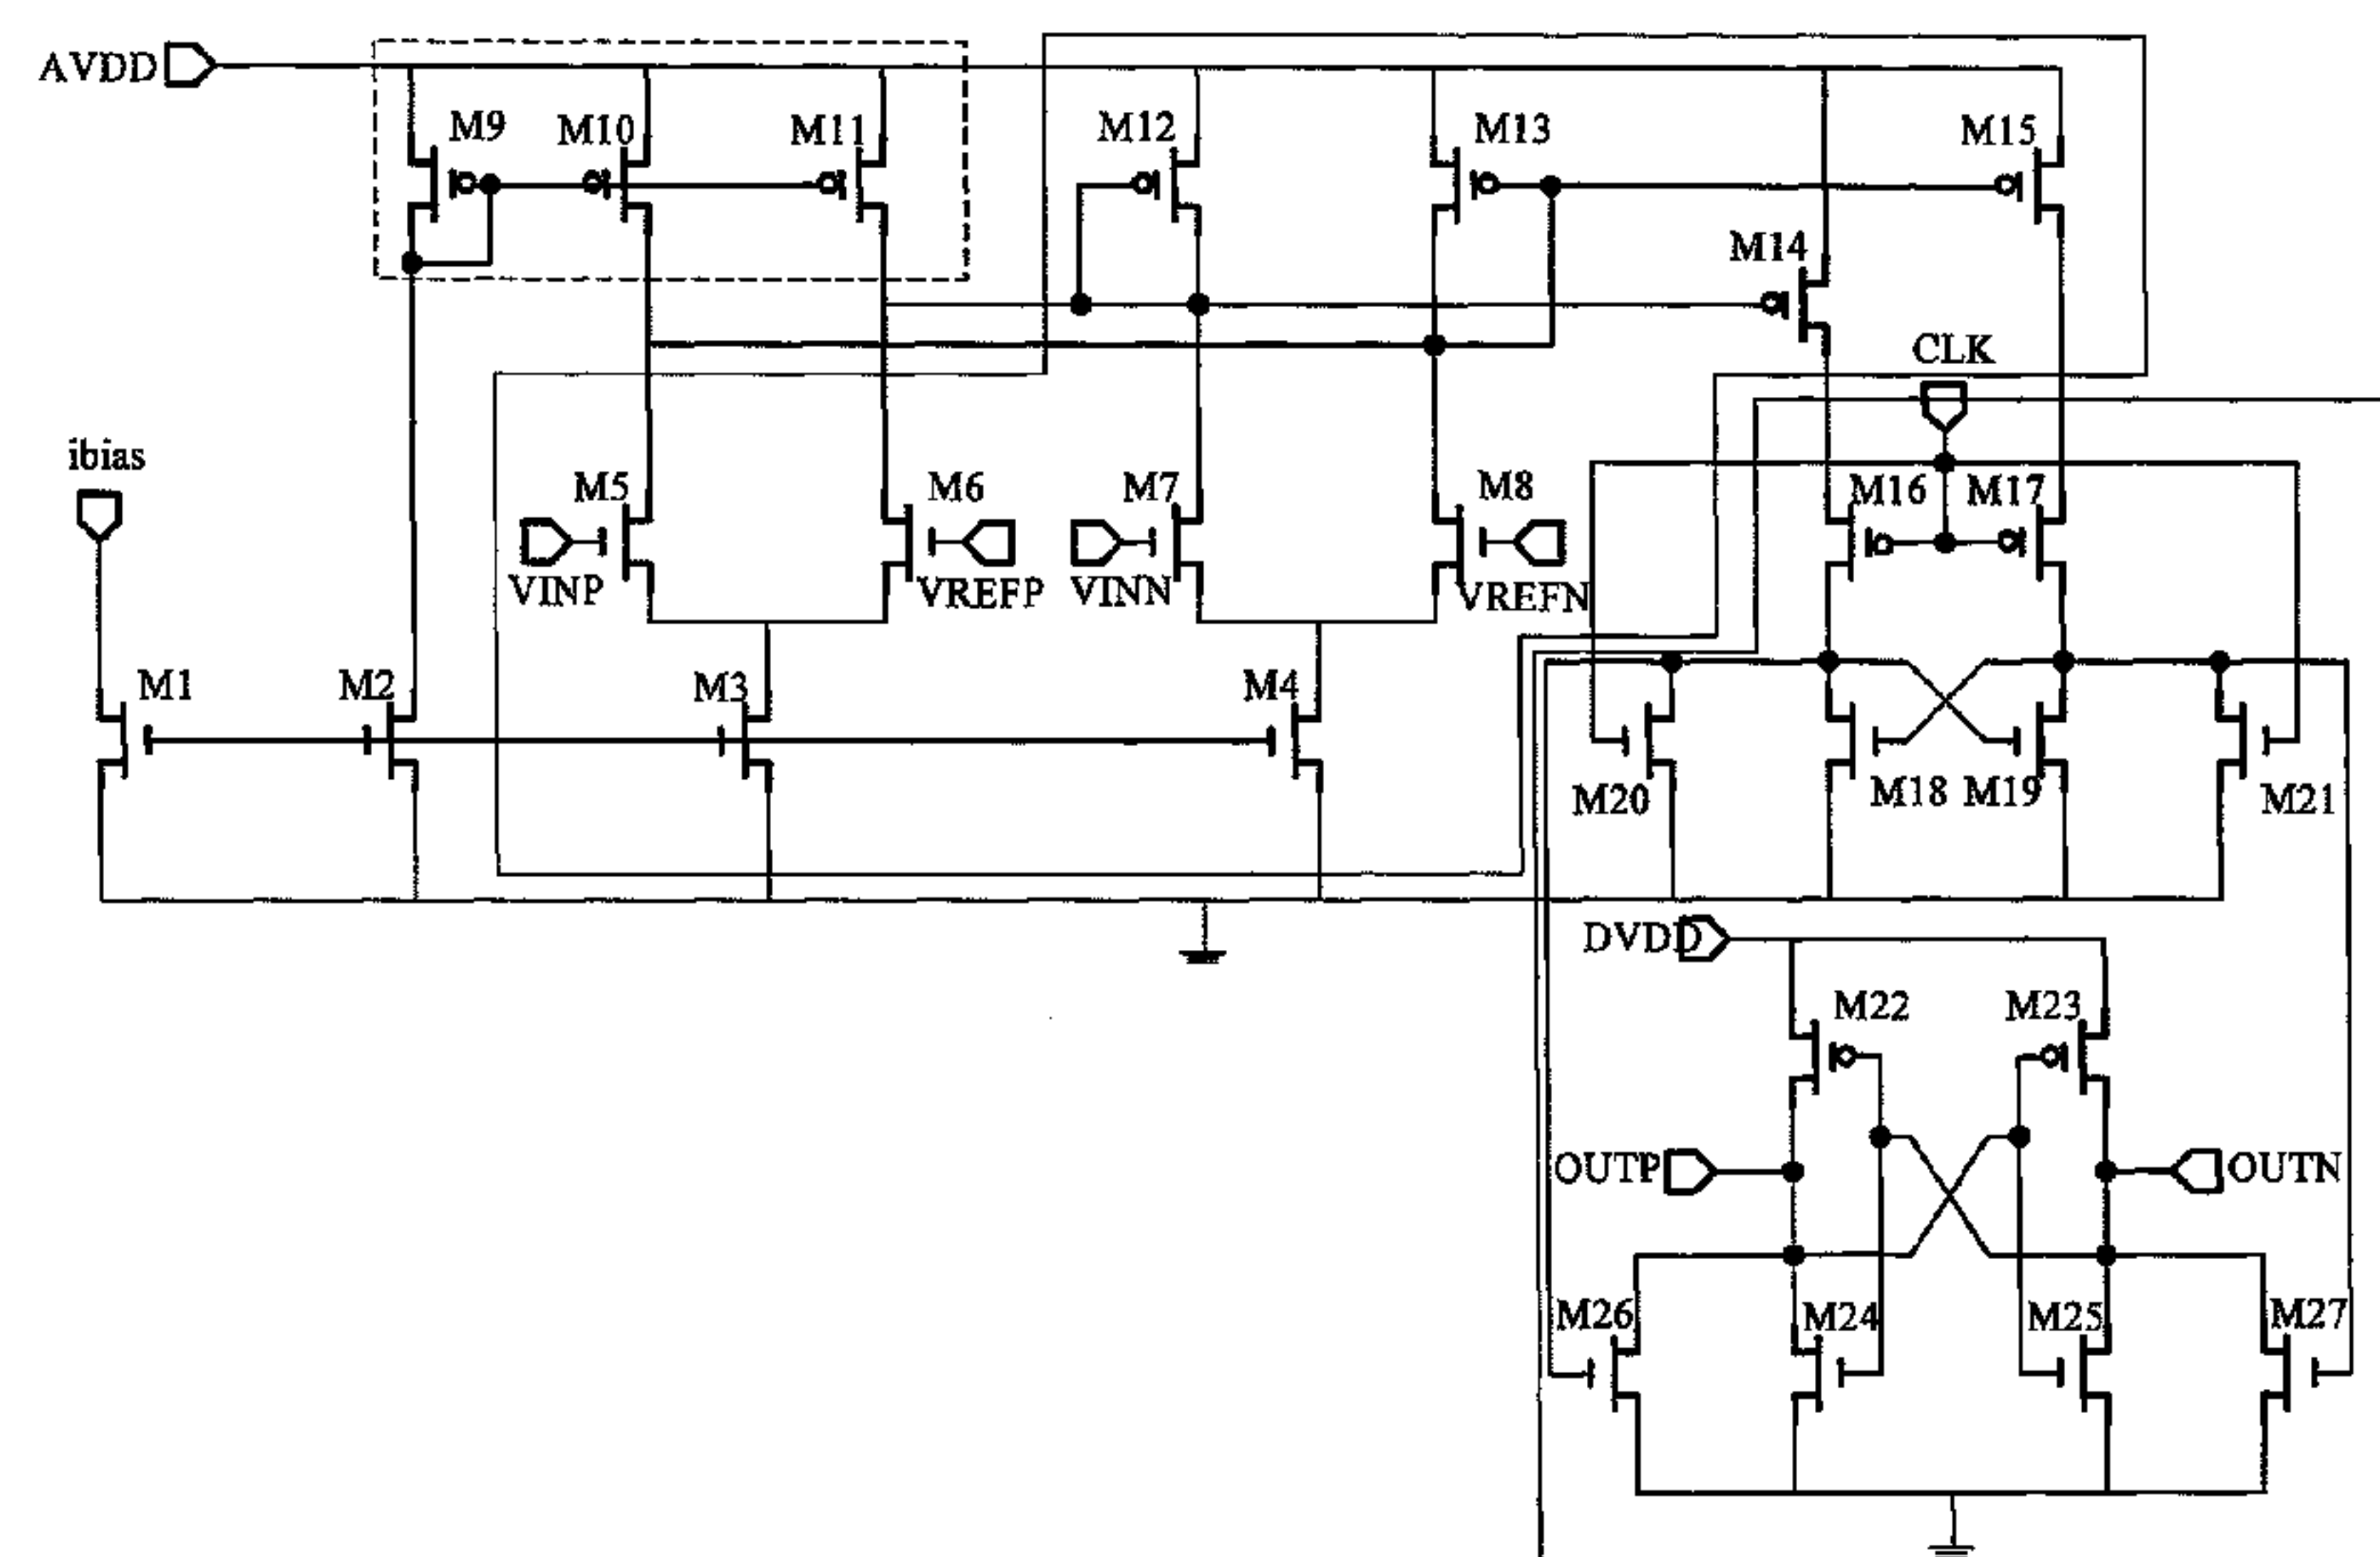 AVDD
M9
M10
M11
M12
M13
M15
M14
CLK
ibias
M5
M6
M7
M8
M16
M17
VINP
VREFP
VINN
VREFN
M1
M2
M3
M4
M20
M18
M19
M21
DVDD
M22
M23
OUTP
OUTN
M26
M24
M25
M27